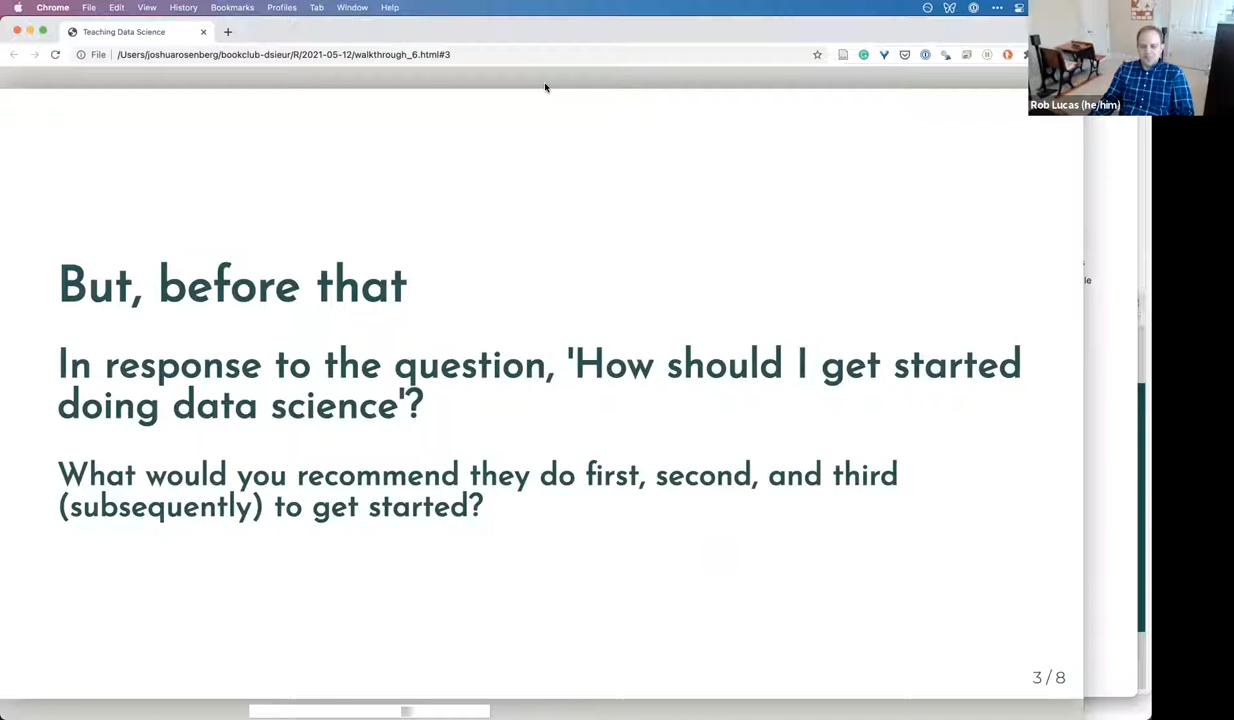 Chrome File Edit View History Bookmarks Profiles Tab Window Help
Teaching Data Science
File /Users/joshuarosenberg/bookclub-dsieur/R/2021-05-12/walkthrough_6.html#3
Rob Lucas (he/him)
le
But, before that
In response to the question, 'How should I get started
doing data science'?
What would you recommend they do first, second, and third
(subsequently) to get started?
3 / 8